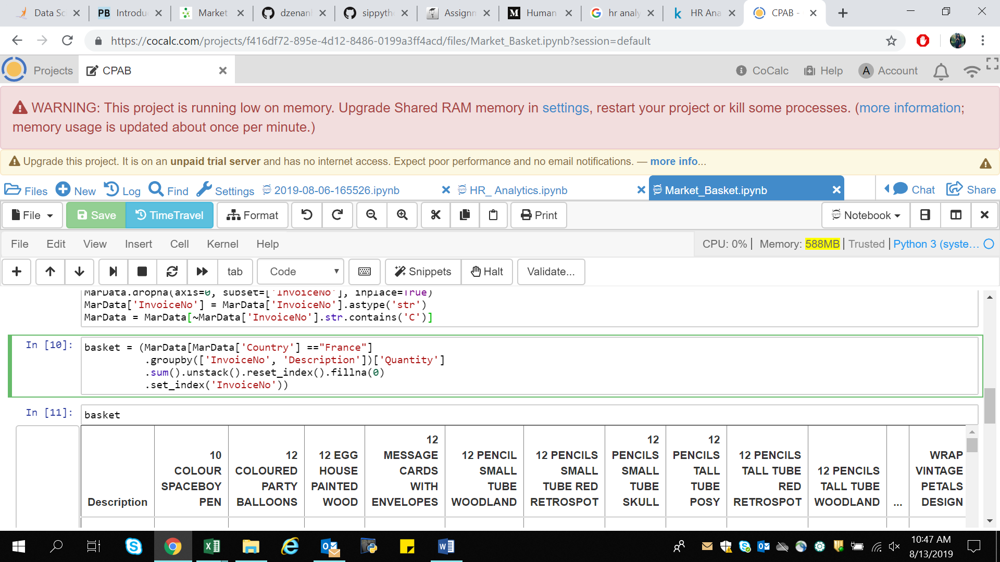 Data Sc
PB Introdu
Market
dzenanh
sippyth
Assignn
M Human
G hr analy
k HR Ana
CPAB -
https://cocalc.com/projects/f416df72-895e-4d12-8486-0199a3ff4acd/files/Market_Basket.ipynb?session=default
Projects CPAB CoCalc Help A Account
WARNING: This project is running low on memory. Upgrade Shared RAM memory in settings, restart your project or kill some processes. (more information;
memory usage is updated about once per minute.)
Upgrade this project. It is on an unpaid trial server and has no internet access. Expect poor performance and no email notifications. — more info...
Files New Log Find Settings 2019-08-06-165526.ipynb HR_ Analytics.ipynb Market_Basket.ipynb Chat Share
File Save TimeTravel Format Print Notebook
File Edit View Insert Cell Kernel Help CPU: 0% | Memory: 588MB | Trusted | Python 3 (syste...
tab Code Snippets Halt Validate...
MarData.dropna(axis=0, subset=['InvoiceNo'], inplace=True)
MarData['InvoiceNo'] = MarData['InvoiceNo'].astype('str')
MarData = MarData[~MarData['InvoiceNo'].str.contains('C')]
In [10]: basket = (MarData[MarData['Country'] =="France"]
.groupby(['InvoiceNo', 'Description'])['Quantity']
.sum().unstack().reset_index().fillna(0)
.set_index('InvoiceNo'))
In [11]: basket
Description
10 COLOUR SPACEBOY PEN
12 COLOURED PARTY BALLOONS
12 EGG HOUSE PAINTED WOOD
12 MESSAGE CARDS WITH ENVELOPES
12 PENCIL SMALL TUBE WOODLAND
12 PENCILS SMALL TUBE RED RETROSPOT
12 PENCILS SMALL TUBE SKULL
12 PENCILS TALL TUBE POSY
12 PENCILS TALL TUBE RED RETROSPOT
12 PENCILS TALL TUBE WOODLAND
...
WRAP VINTAGE PETALS DESIGN
10:47 AM
8/13/2019